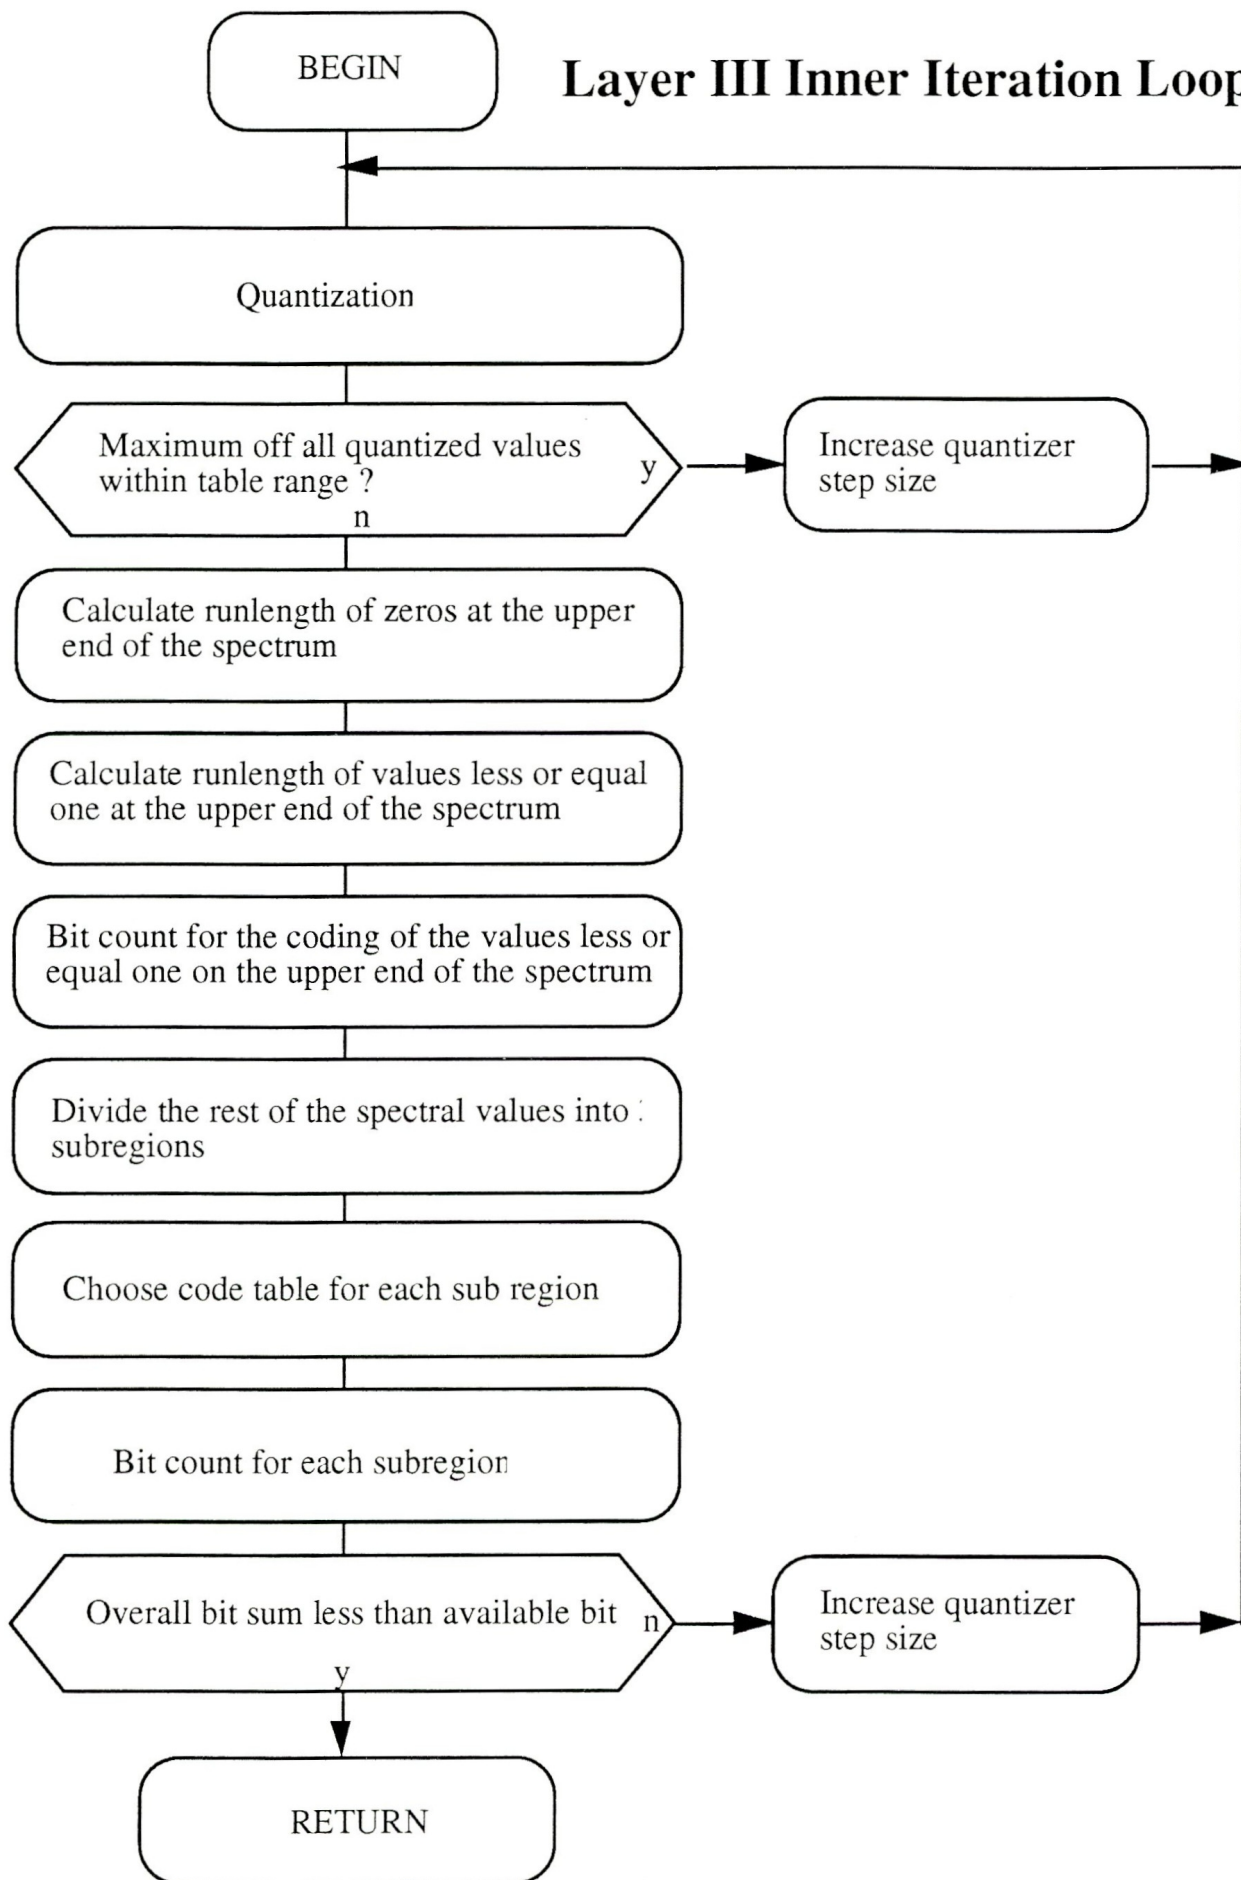 BEGIN
Layer III Inner Iteration Loop
Quantization
Maximum off all quantized values
within table range ?
y
n
Increase quantizer
step size
Calculate runlength of zeros at the upper
end of the spectrum
Calculate runlength of values less or equal
one at the upper end of the spectrum
Bit count for the coding of the values less or
equal one on the upper end of the spectrum
Divide the rest of the spectral values into
subregions
Choose code table for each sub region
Bit count for each subregion
Overall bit sum less than available bit
n
y
Increase quantizer
step size
RETURN